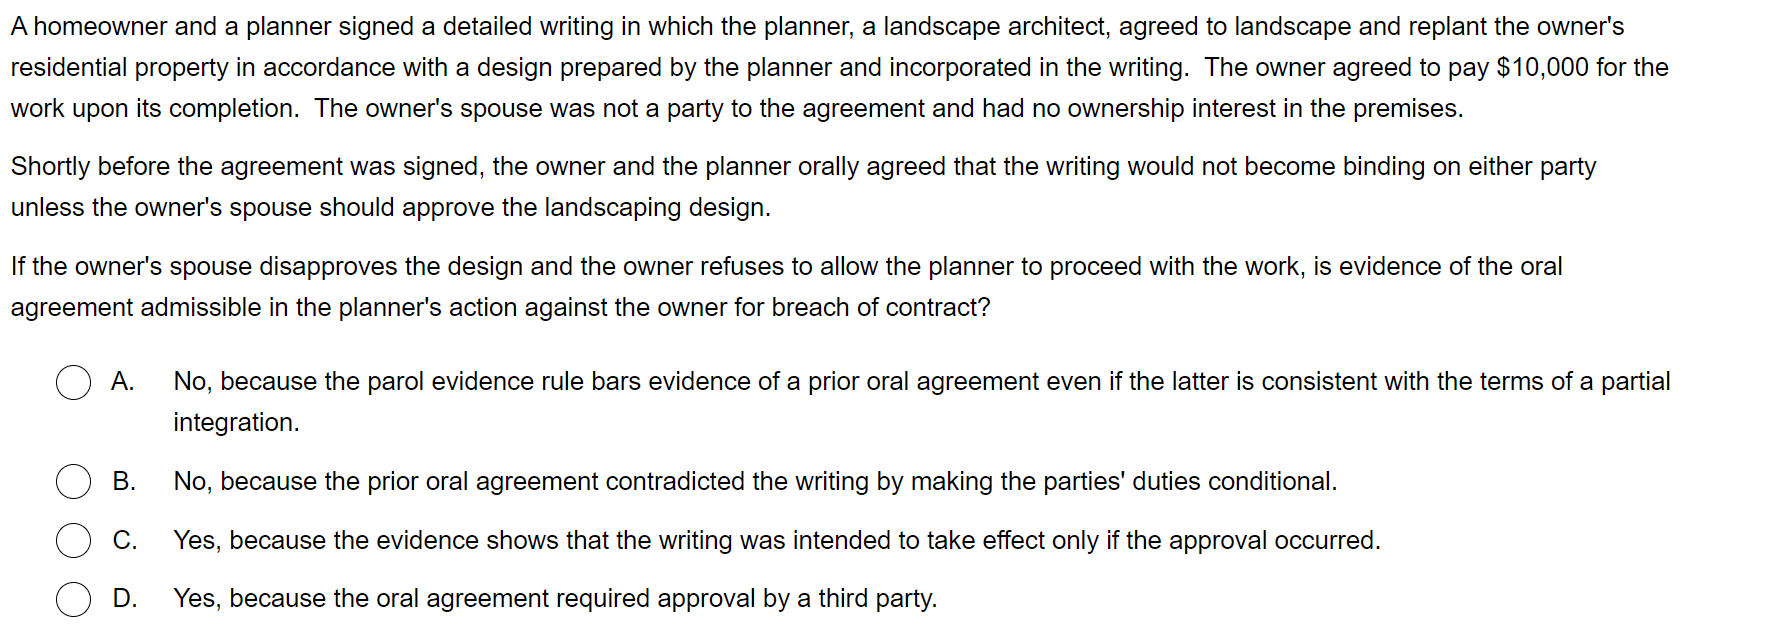 A homeowner and a planner signed a detailed writing in which the planner, a landscape architect, agreed to landscape and replant the owner's
residential property in accordance with a design prepared by the planner and incorporated in the writing.  The owner agreed to pay $10,000 for the
work upon its completion.  The owner's spouse was not a party to the agreement and had no ownership interest in the premises.
Shortly before the agreement was signed, the owner and the planner orally agreed that the writing would not become binding on either party
unless the owner's spouse should approve the landscaping design.
If the owner's spouse disapproves the design and the owner refuses to allow the planner to proceed with the work, is evidence of the oral
agreement admissible in the planner's action against the owner for breach of contract?
A. No, because the parol evidence rule bars evidence of a prior oral agreement even if the latter is consistent with the terms of a partial
integration.
B. No, because the prior oral agreement contradicted the writing by making the parties' duties conditional.
C. Yes, because the evidence shows that the writing was intended to take effect only if the approval occurred.
D. Yes, because the oral agreement required approval by a third party.